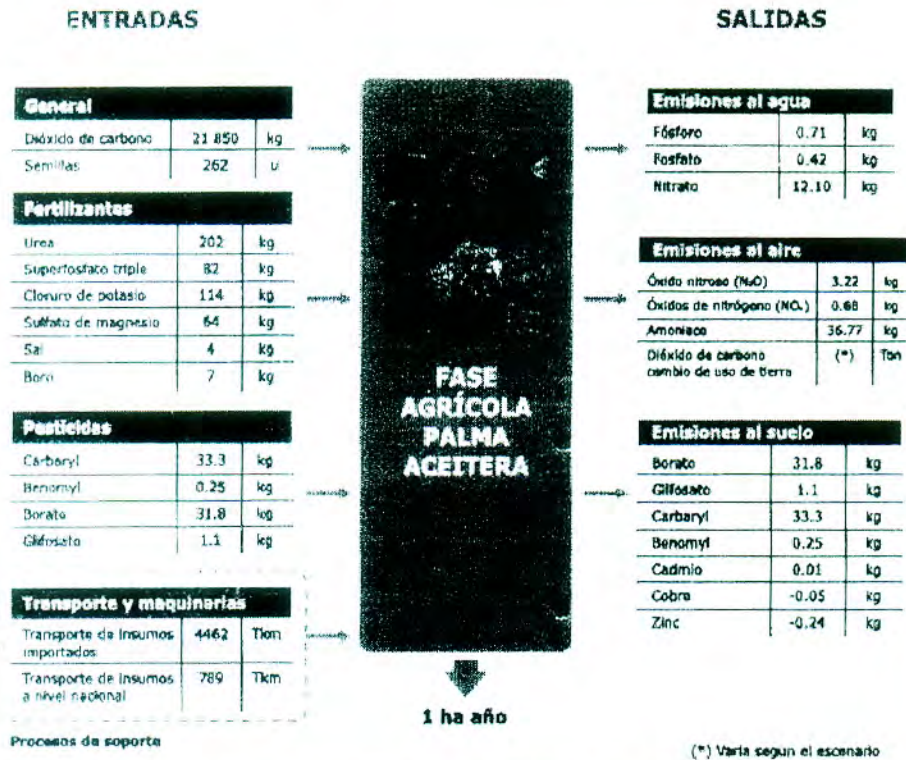 ENTRADAS
SALIDAS
General
Dióxido de carbono 21 850 kg
Semillas 262 u
Fertilizantes
Urea 202 kg
Superfosfato triple 82 kg
Cloruro de potasio 114 kg
Sulfato de magnesio 64 kg
Sal 4 kg
Boro 7 kg
Pesticidas
Carbaryl 33.3 kg
Benomyl 0.25 kg
Borato 31.8 kg
Glifosato 1.1 kg
Transporte y maquinarias
Transporte de insumos 4462 Tkm
importados
Transporte de insumos 789 Tkm
a nivel nacional
Procesos de soporte
FASE
AGRÍCOLA
PALMA
ACEITERA
1 ha año
Emisiones al agua
Fósforo 0.71 kg
Fosfato 0.42 kg
Nitrato 12.10 kg
Emisiones al aire
Óxido nitroso (N₂O) 3.22 kg
Óxidos de nitrógeno (NOₓ) 0.68 kg
Amoniaco 36.77 kg
Dióxido de carbono (*) Ton
cambio de uso de tierra
Emisiones al suelo
Borato 31.8 kg
Glifosato 1.1 kg
Carbaryl 33.3 kg
Benomyl 0.25 kg
Cadmio 0.01 kg
Cobre -0.05 kg
Zinc -0.24 kg
(*) Varía segun el escenario